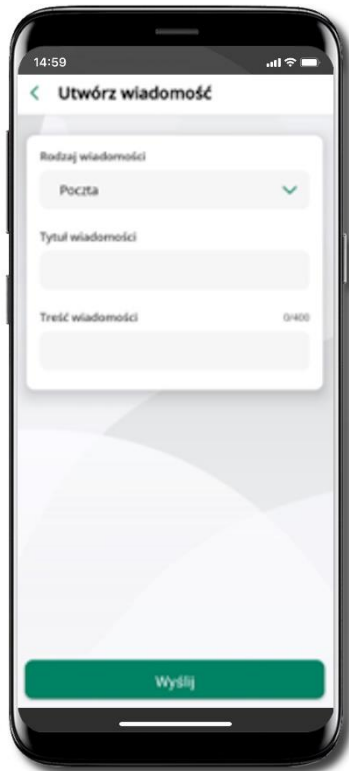 14:59
Utwórz wiadomość
Rodzaj wiadomości
Poczta
Tytuł wiadomości
Treść wiadomości 0/400
Wyślij